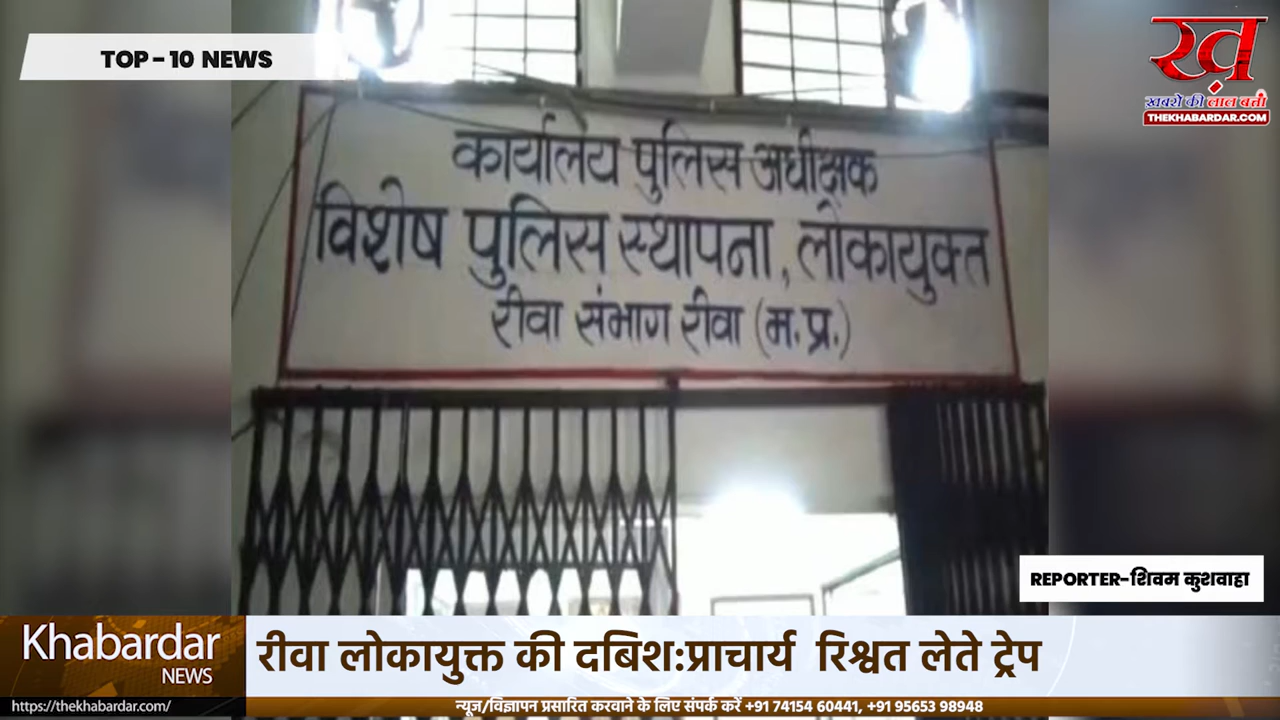 TOP - 10 NEWS
ख़
ख़बरों की लाल बत्ती
THEKHABARDAR.COM
कार्यालय पुलिस अधीक्षक
विशेष पुलिस स्थापना, लोकायुक्त
रीवा संभाग रीवा (म.प्र.)
REPORTER-शिवम कुशवाहा
Khabardar
NEWS
रीवा लोकायुक्त की दबिश:प्राचार्य रिश्वत लेते ट्रेप
https://thekhabardar.com/
न्यूज/विज्ञापन प्रसारित करवाने के लिए संपर्क करें +91 74154 60441, +91 95653 98948